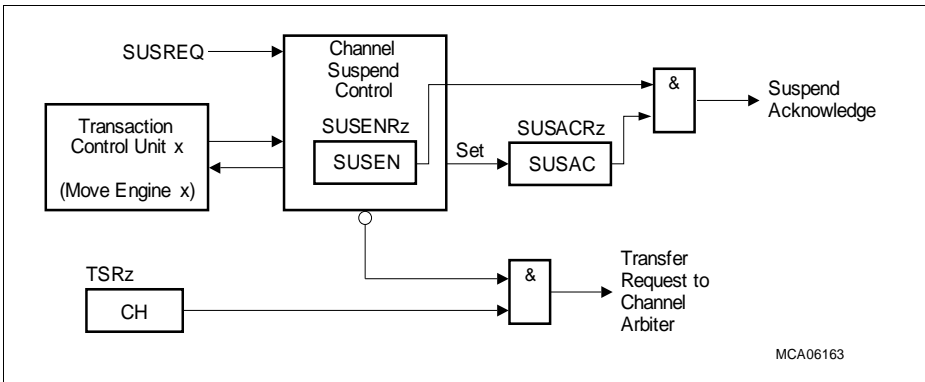 SUSREQ
Channel
Suspend
Control
&
Suspend
Acknowledge
Transaction
Control Unit x
(Move Engine x)
SUSENRz
SUSEN
Set
SUSACRz
SUSAC
TSRz
CH
&
Transfer
Request to
Channel
Arbiter
MCA06163